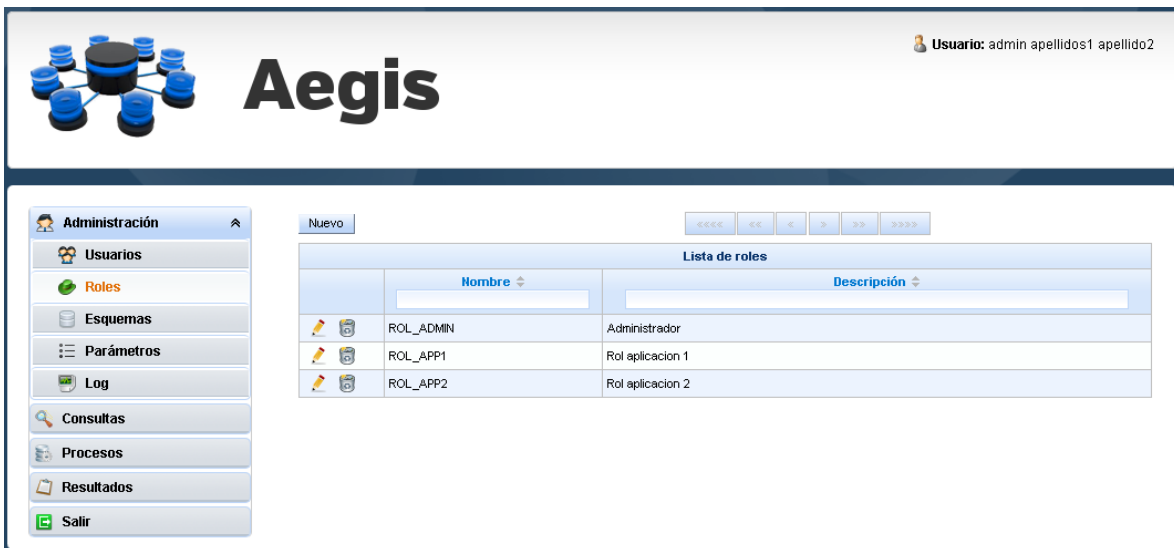 Usuario: admin apellidos1 apellido2
Aegis
Administración
Usuarios
Roles
Esquemas
Parámetros
Log
Consultas
Procesos
Resultados
Salir
Nuevo
<<<< << < > >> >>>>
Lista de roles
Nombre Descripción
ROL_ADMIN Administrador
ROL_APP1 Rol aplicacion 1
ROL_APP2 Rol aplicacion 2